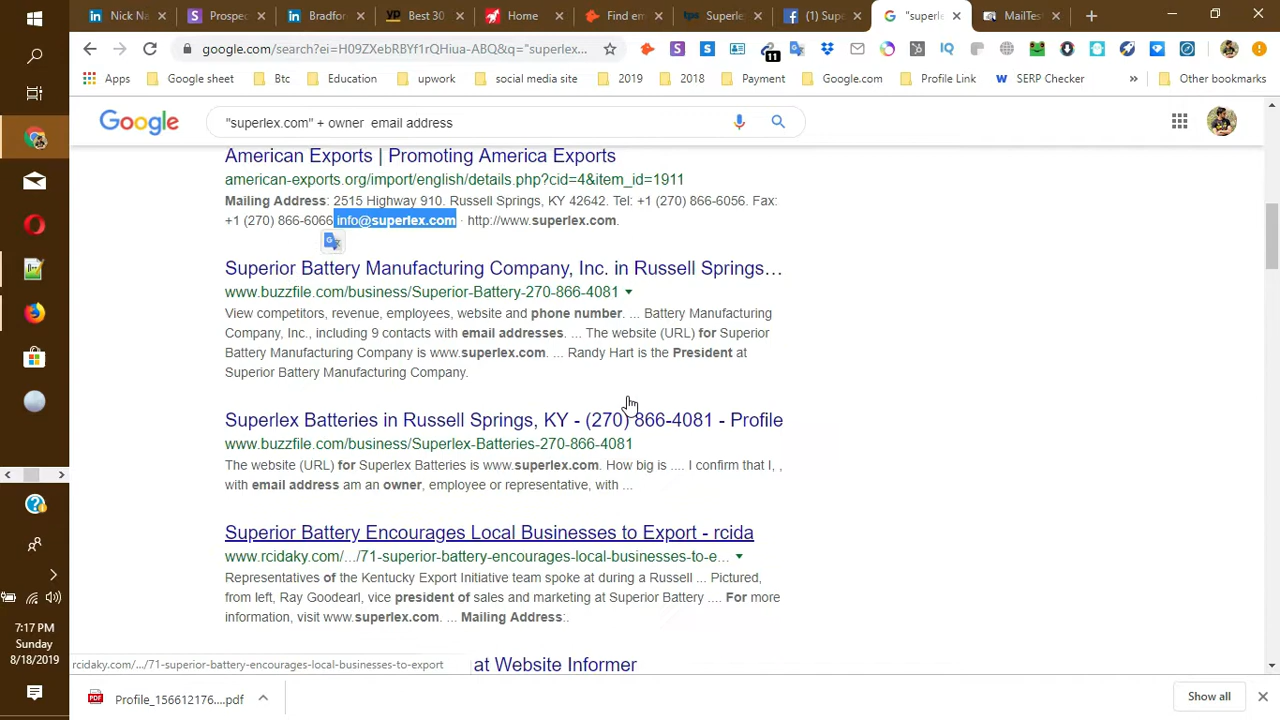 Nick Na
Prospec
Bradfor
Best 30
Home
Find em
Superle
(1) Supe
"superle
MailTes
google.com/search?ei=H09ZXebRBYf1rQHiua-ABQ&q="superlex...
11
Apps
Google sheet
Btc
Education
upwork
social media site
2019
2018
Payment
Google.com
Profile Link
SERP Checker
»
Other bookmarks
Google
"superlex.com" + owner email address
American Exports | Promoting America Exports
american-exports.org/import/english/details.php?cid=4&item_id=1911
Mailing Address: 2515 Highway 910. Russell Springs, KY 42642. Tel: +1 (270) 866-6056. Fax:
+1 (270) 866-6066 info@superlex.com · http://www.superlex.com.
Superior Battery Manufacturing Company, Inc. in Russell Springs...
www.buzzfile.com/business/Superior-Battery-270-866-4081
View competitors, revenue, employees, website and phone number. ... Battery Manufacturing
Company, Inc., including 9 contacts with email addresses. ... The website (URL) for Superior
Battery Manufacturing Company is www.superlex.com. ... Randy Hart is the President at
Superior Battery Manufacturing Company.
Superlex Batteries in Russell Springs, KY - (270) 866-4081 - Profile
www.buzzfile.com/business/Superlex-Batteries-270-866-4081
The website (URL) for Superlex Batteries is www.superlex.com. How big is .... I confirm that I, ,
with email address am an owner, employee or representative, with ...
Superior Battery Encourages Local Businesses to Export - rcida
www.rcidaky.com/.../71-superior-battery-encourages-local-businesses-to-e...
Representatives of the Kentucky Export Initiative team spoke at during a Russell ... Pictured,
from left, Ray Goodearl, vice president of sales and marketing at Superior Battery .... For more
information, visit www.superlex.com. ... Mailing Address:.
at Website Informer
rcidaky.com/.../71-superior-battery-encourages-local-businesses-to-export
7:17 PM
Sunday
8/18/2019
Profile_156612176....pdf
Show all